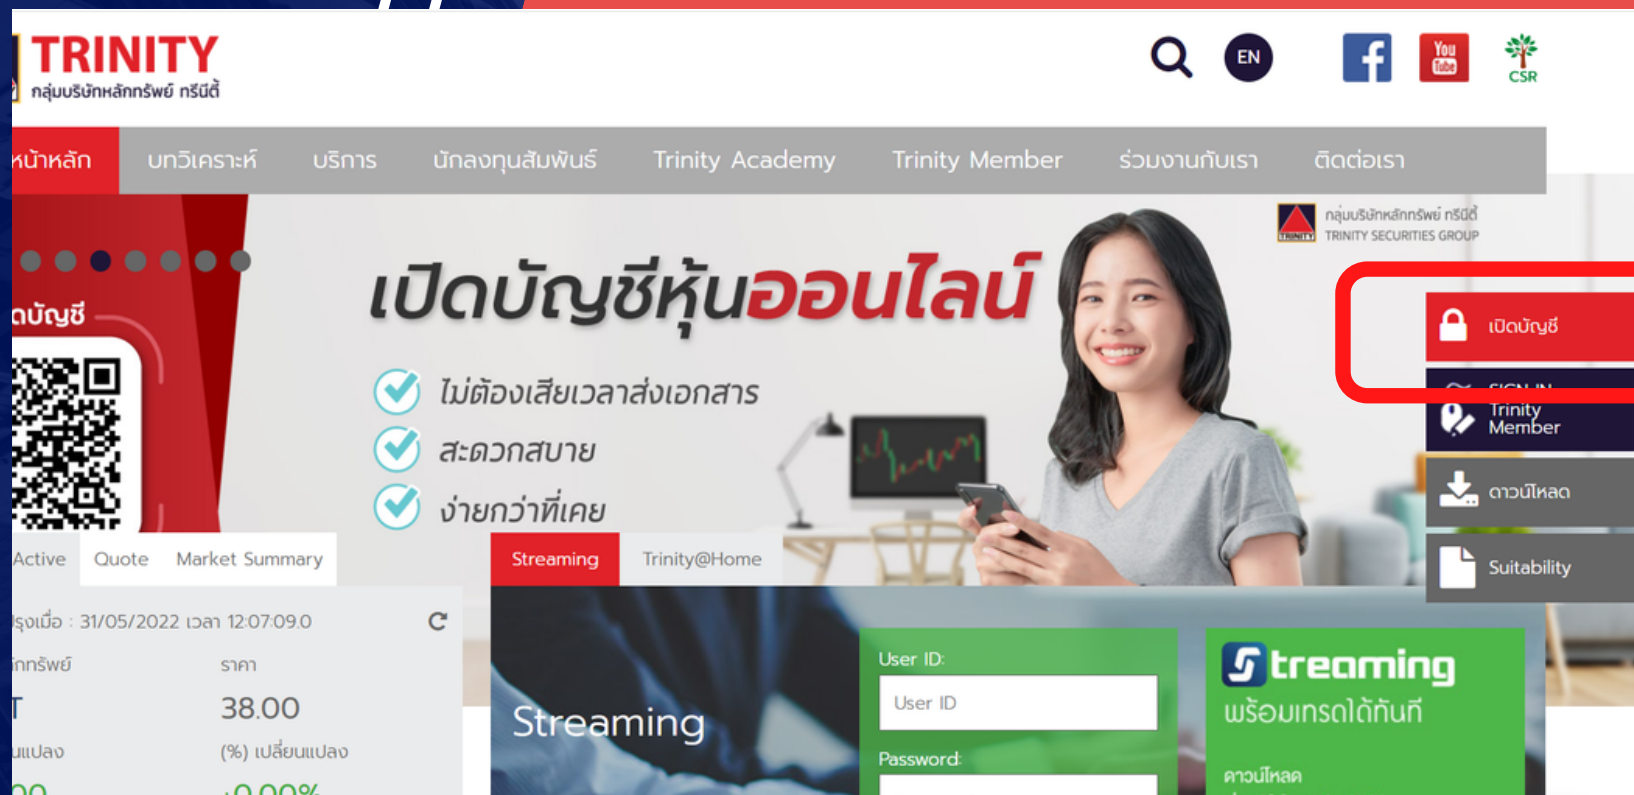 TRINITY
กลุ่มบริษัทหลักทรัพย์ ทรีนีตี้
EN
You
Tube
CSR
หน้าหลัก บทวิเคราะห์ บริการ นักลงทุนสัมพันธ์ Trinity Academy Trinity Member ร่วมงานกับเรา ติดต่อเรา
กลุ่มบริษัทหลักทรัพย์ ทรีนีตี้
TRINITY SECURITIES GROUP
TRINITY
เปิดบัญชีหุ้นออนไลน์
ไม่ต้องเสียเวลาส่งเอกสาร
สะดวกสบาย
ง่ายกว่าที่เคย
เปิดบัญชี
SIGN IN
Trinity
Member
ดาวน์โหลด
Suitability
Active Quote Market Summary
31/05/2022 เวลา 12:07:09.0
ราคา
38.00
(%) เปลี่ยนแปลง
Streaming Trinity@Home
Streaming
User ID:
User ID
Password:
Streaming
พร้อมเทรดได้ทันที
ดาวน์โหลด